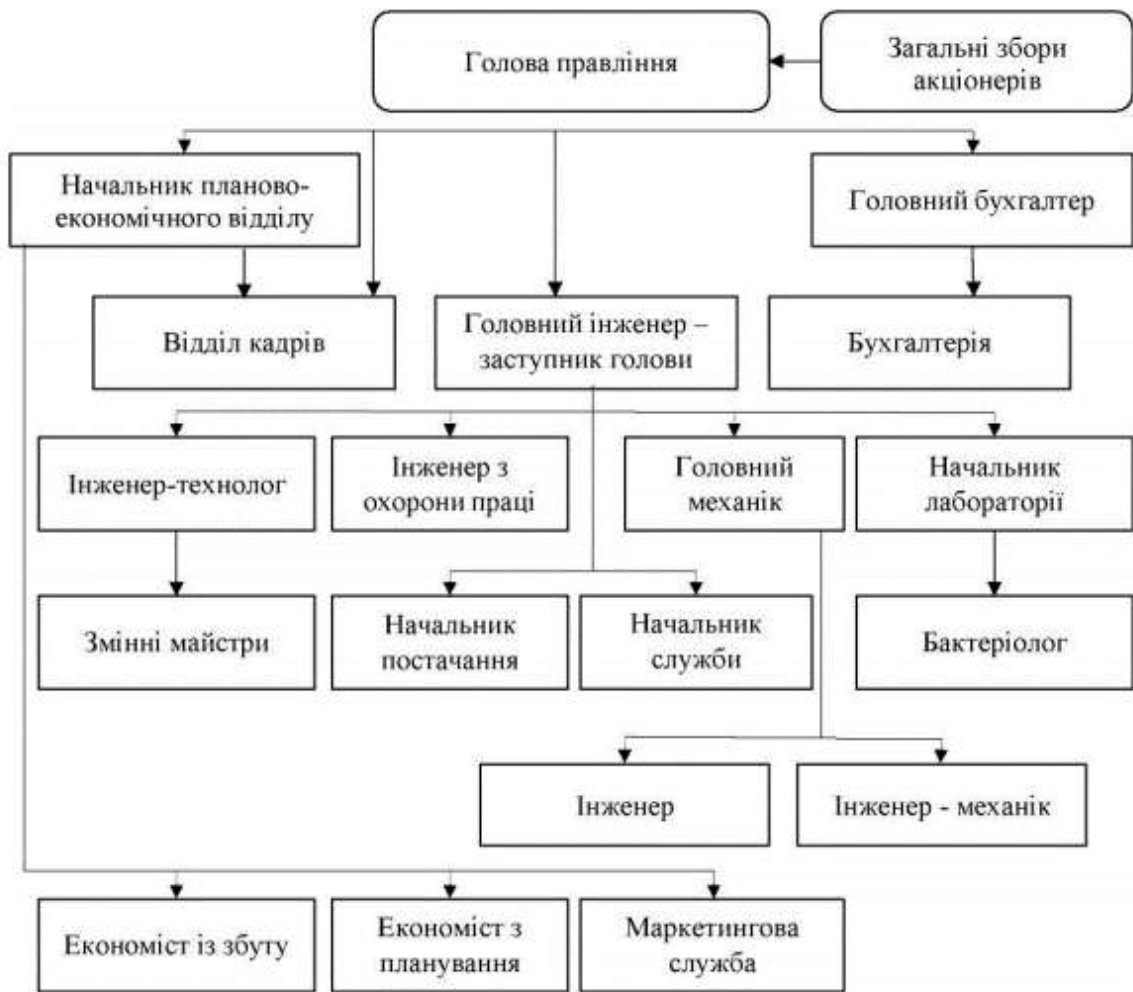 Голова правління
Загальні збори
акціонерів
Начальник планово-
економічного відділу
Головний бухгалтер
Відділ кадрів
Головний інженер –
заступник голови
Бухгалтерія
Інженер-технолог
Інженер з
охорони праці
Головний
механік
Начальник
лабораторії
Змінні майстри
Начальник
постачання
Начальник
служби
Бактеріолог
Інженер
Інженер - механік
Економіст із збуту
Економіст з
планування
Маркетингова
служба